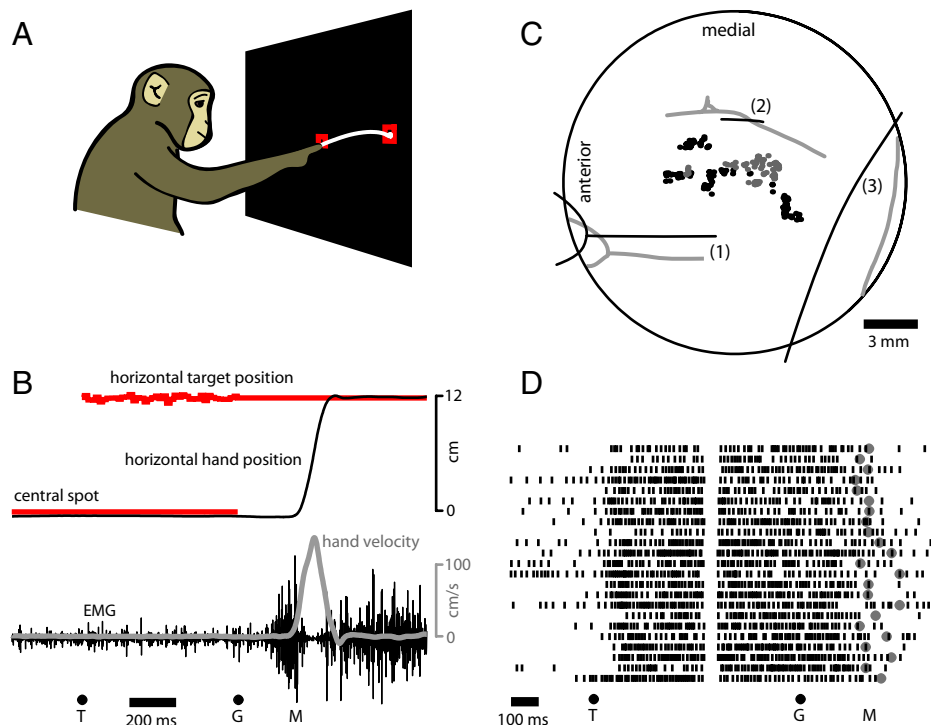 A
B
horizontal target position
12
cm
horizontal hand position
central spot
0
hand velocity
100
cm/s
EMG
0
T
200 ms
G
M
C
medial
(2)
anterior
(3)
(1)
3 mm
D
100 ms
T
G
M